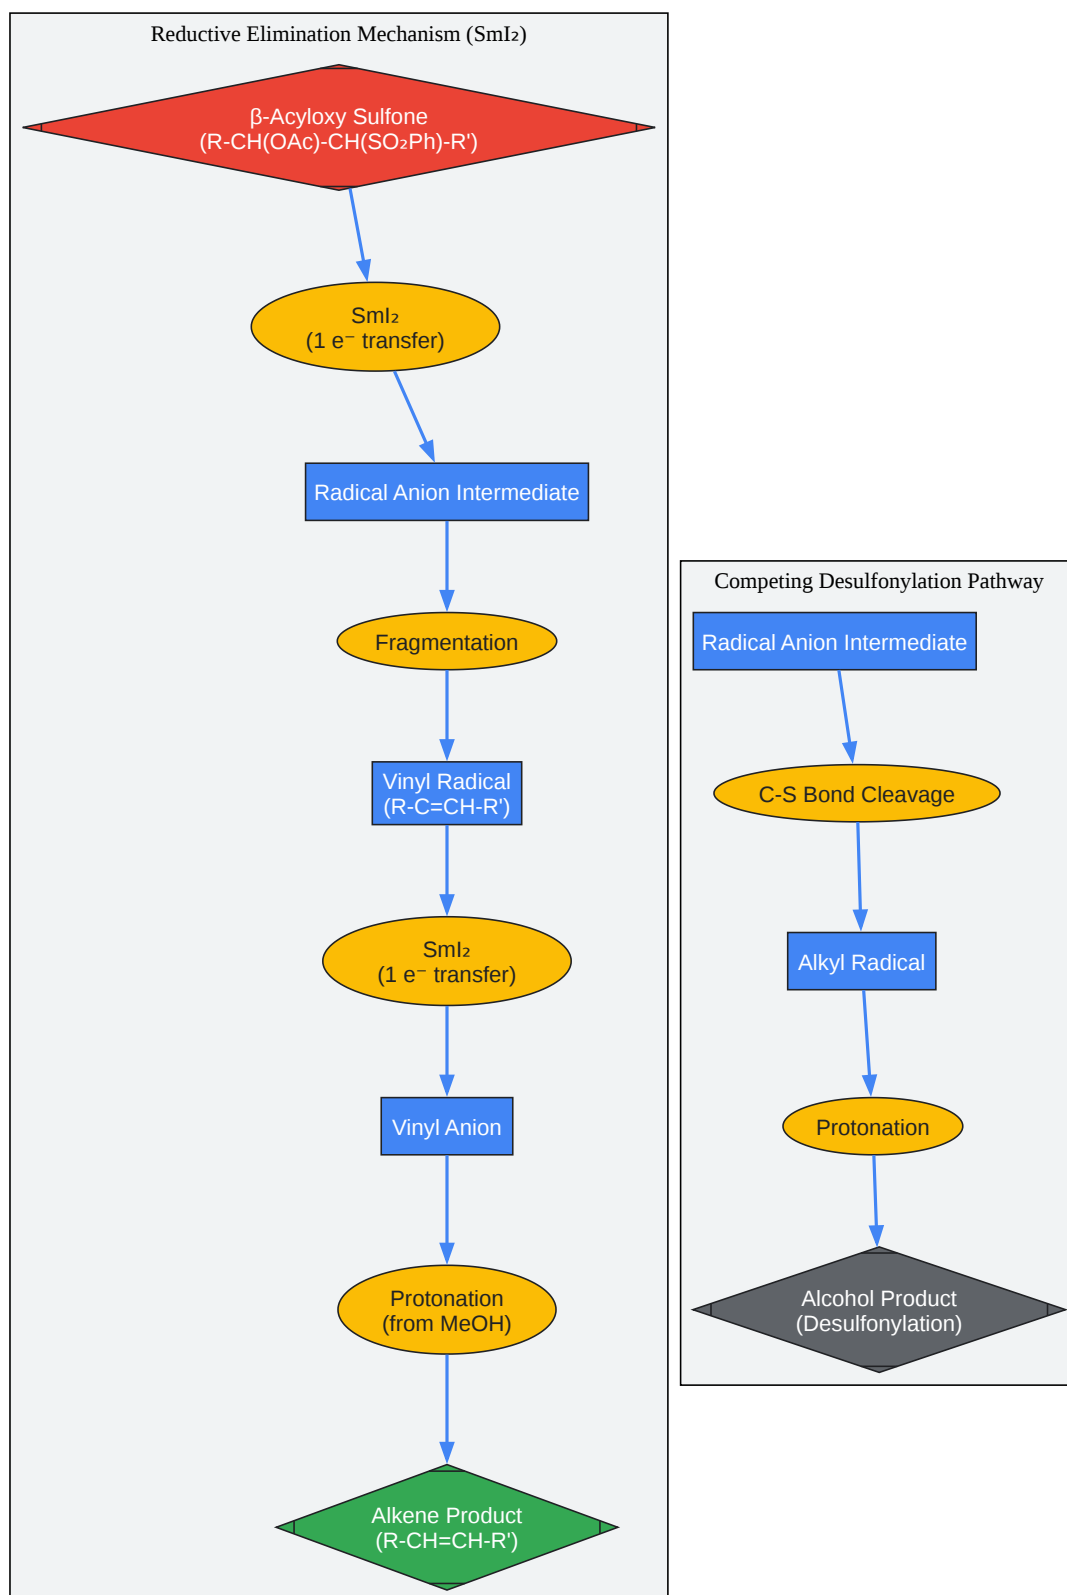 Reductive Elimination Mechanism (SmI₂)
β-Acyloxy Sulfone
(R-CH(OAc)-CH(SO₂Ph)-R')
SmI₂
(1 e⁻ transfer)
Radical Anion Intermediate
Fragmentation
Vinyl Radical
(R-C=CH-R')
SmI₂
(1 e⁻ transfer)
Vinyl Anion
Protonation
(from MeOH)
Alkene Product
(R-CH=CH-R')
Competing Desulfonylation Pathway
Radical Anion Intermediate
C-S Bond Cleavage
Alkyl Radical
Protonation
Alcohol Product
(Desulfonylation)